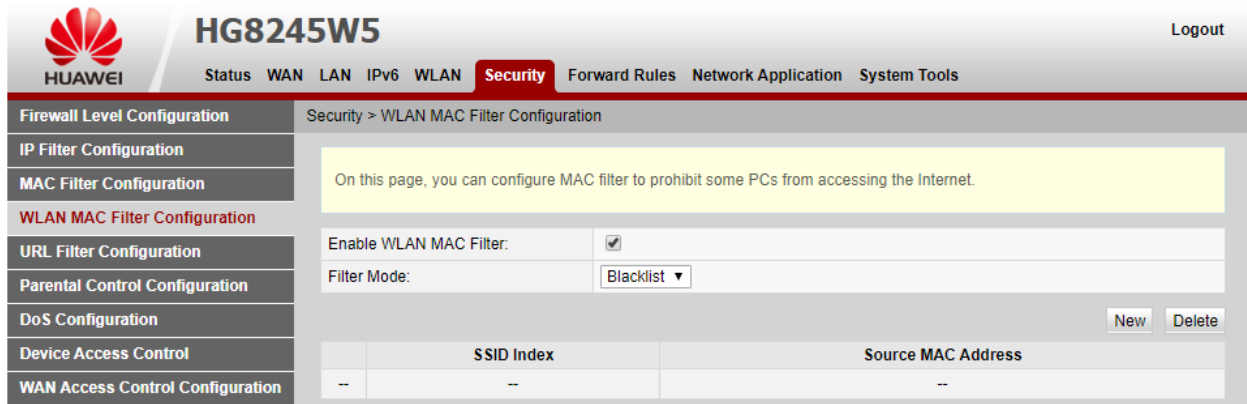 HUAWEI
HG8245W5
Logout
Status WAN LAN IPv6 WLAN Security Forward Rules Network Application System Tools
Firewall Level Configuration
IP Filter Configuration
MAC Filter Configuration
WLAN MAC Filter Configuration
URL Filter Configuration
Parental Control Configuration
DoS Configuration
Device Access Control
WAN Access Control Configuration
Security > WLAN MAC Filter Configuration
On this page, you can configure MAC filter to prohibit some PCs from accessing the Internet.
Enable WLAN MAC Filter:
Filter Mode: Blacklist
New Delete
SSID Index Source MAC Address
-- -- --